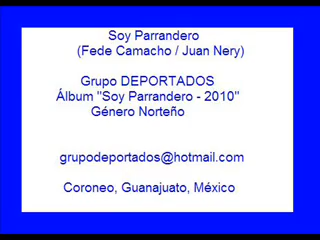 Soy Parrandero
(Fede Camacho / Juan Nery)
Grupo DEPORTADOS
Álbum "Soy Parrandero - 2010"
Género Norteño
grupodeportados@hotmail.com
Coroneo, Guanajuato, México